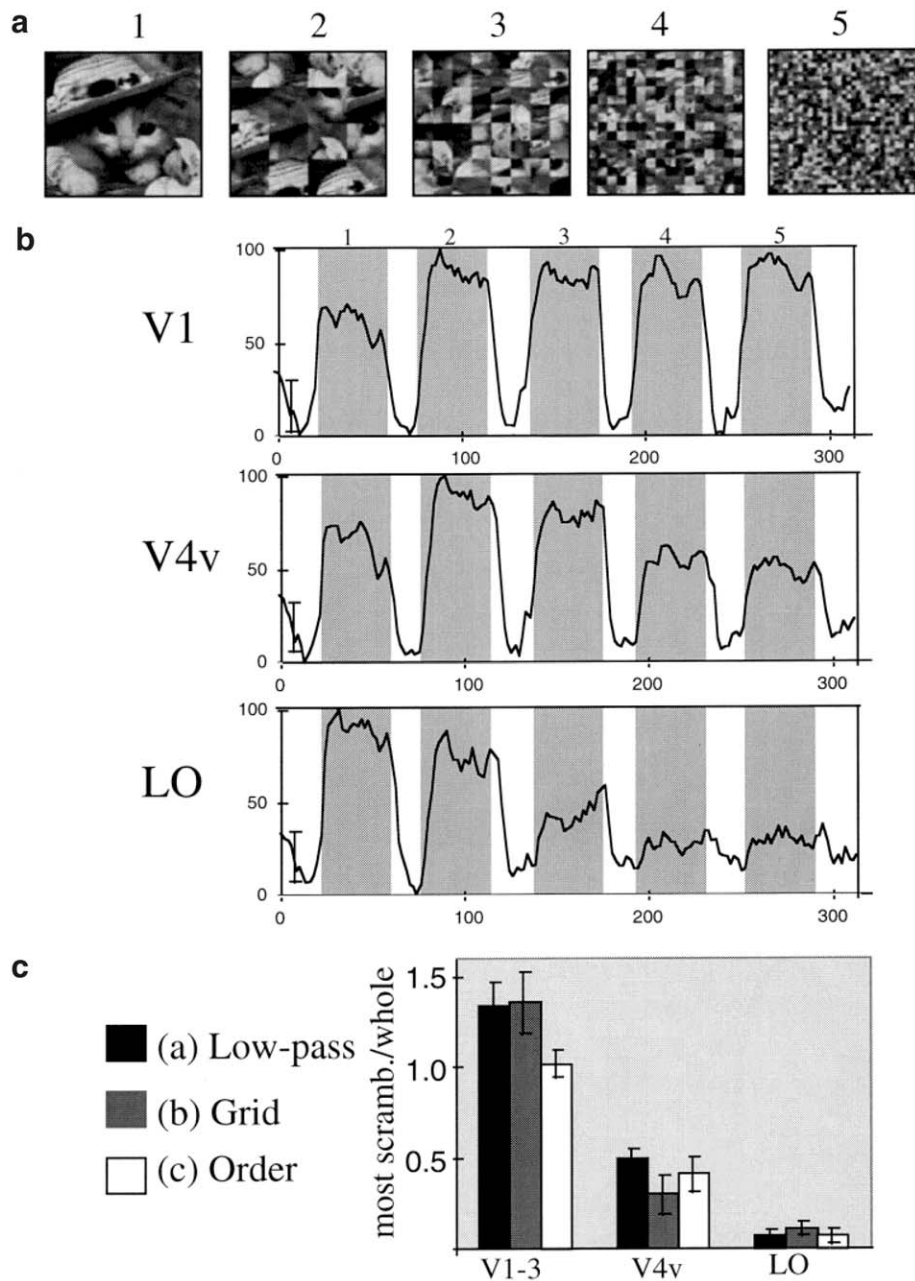 a 1 2 3 4 5
b 1 2 3 4 5
V1
100
50
0
0 100 200 300
V4v
100
50
0
0 100 200 300
LO
100
50
0
0 100 200 300
c
most scramb./whole
1.5
1.0
0.5
(a) Low-pass
(b) Grid
(c) Order
V1-3 V4v LO